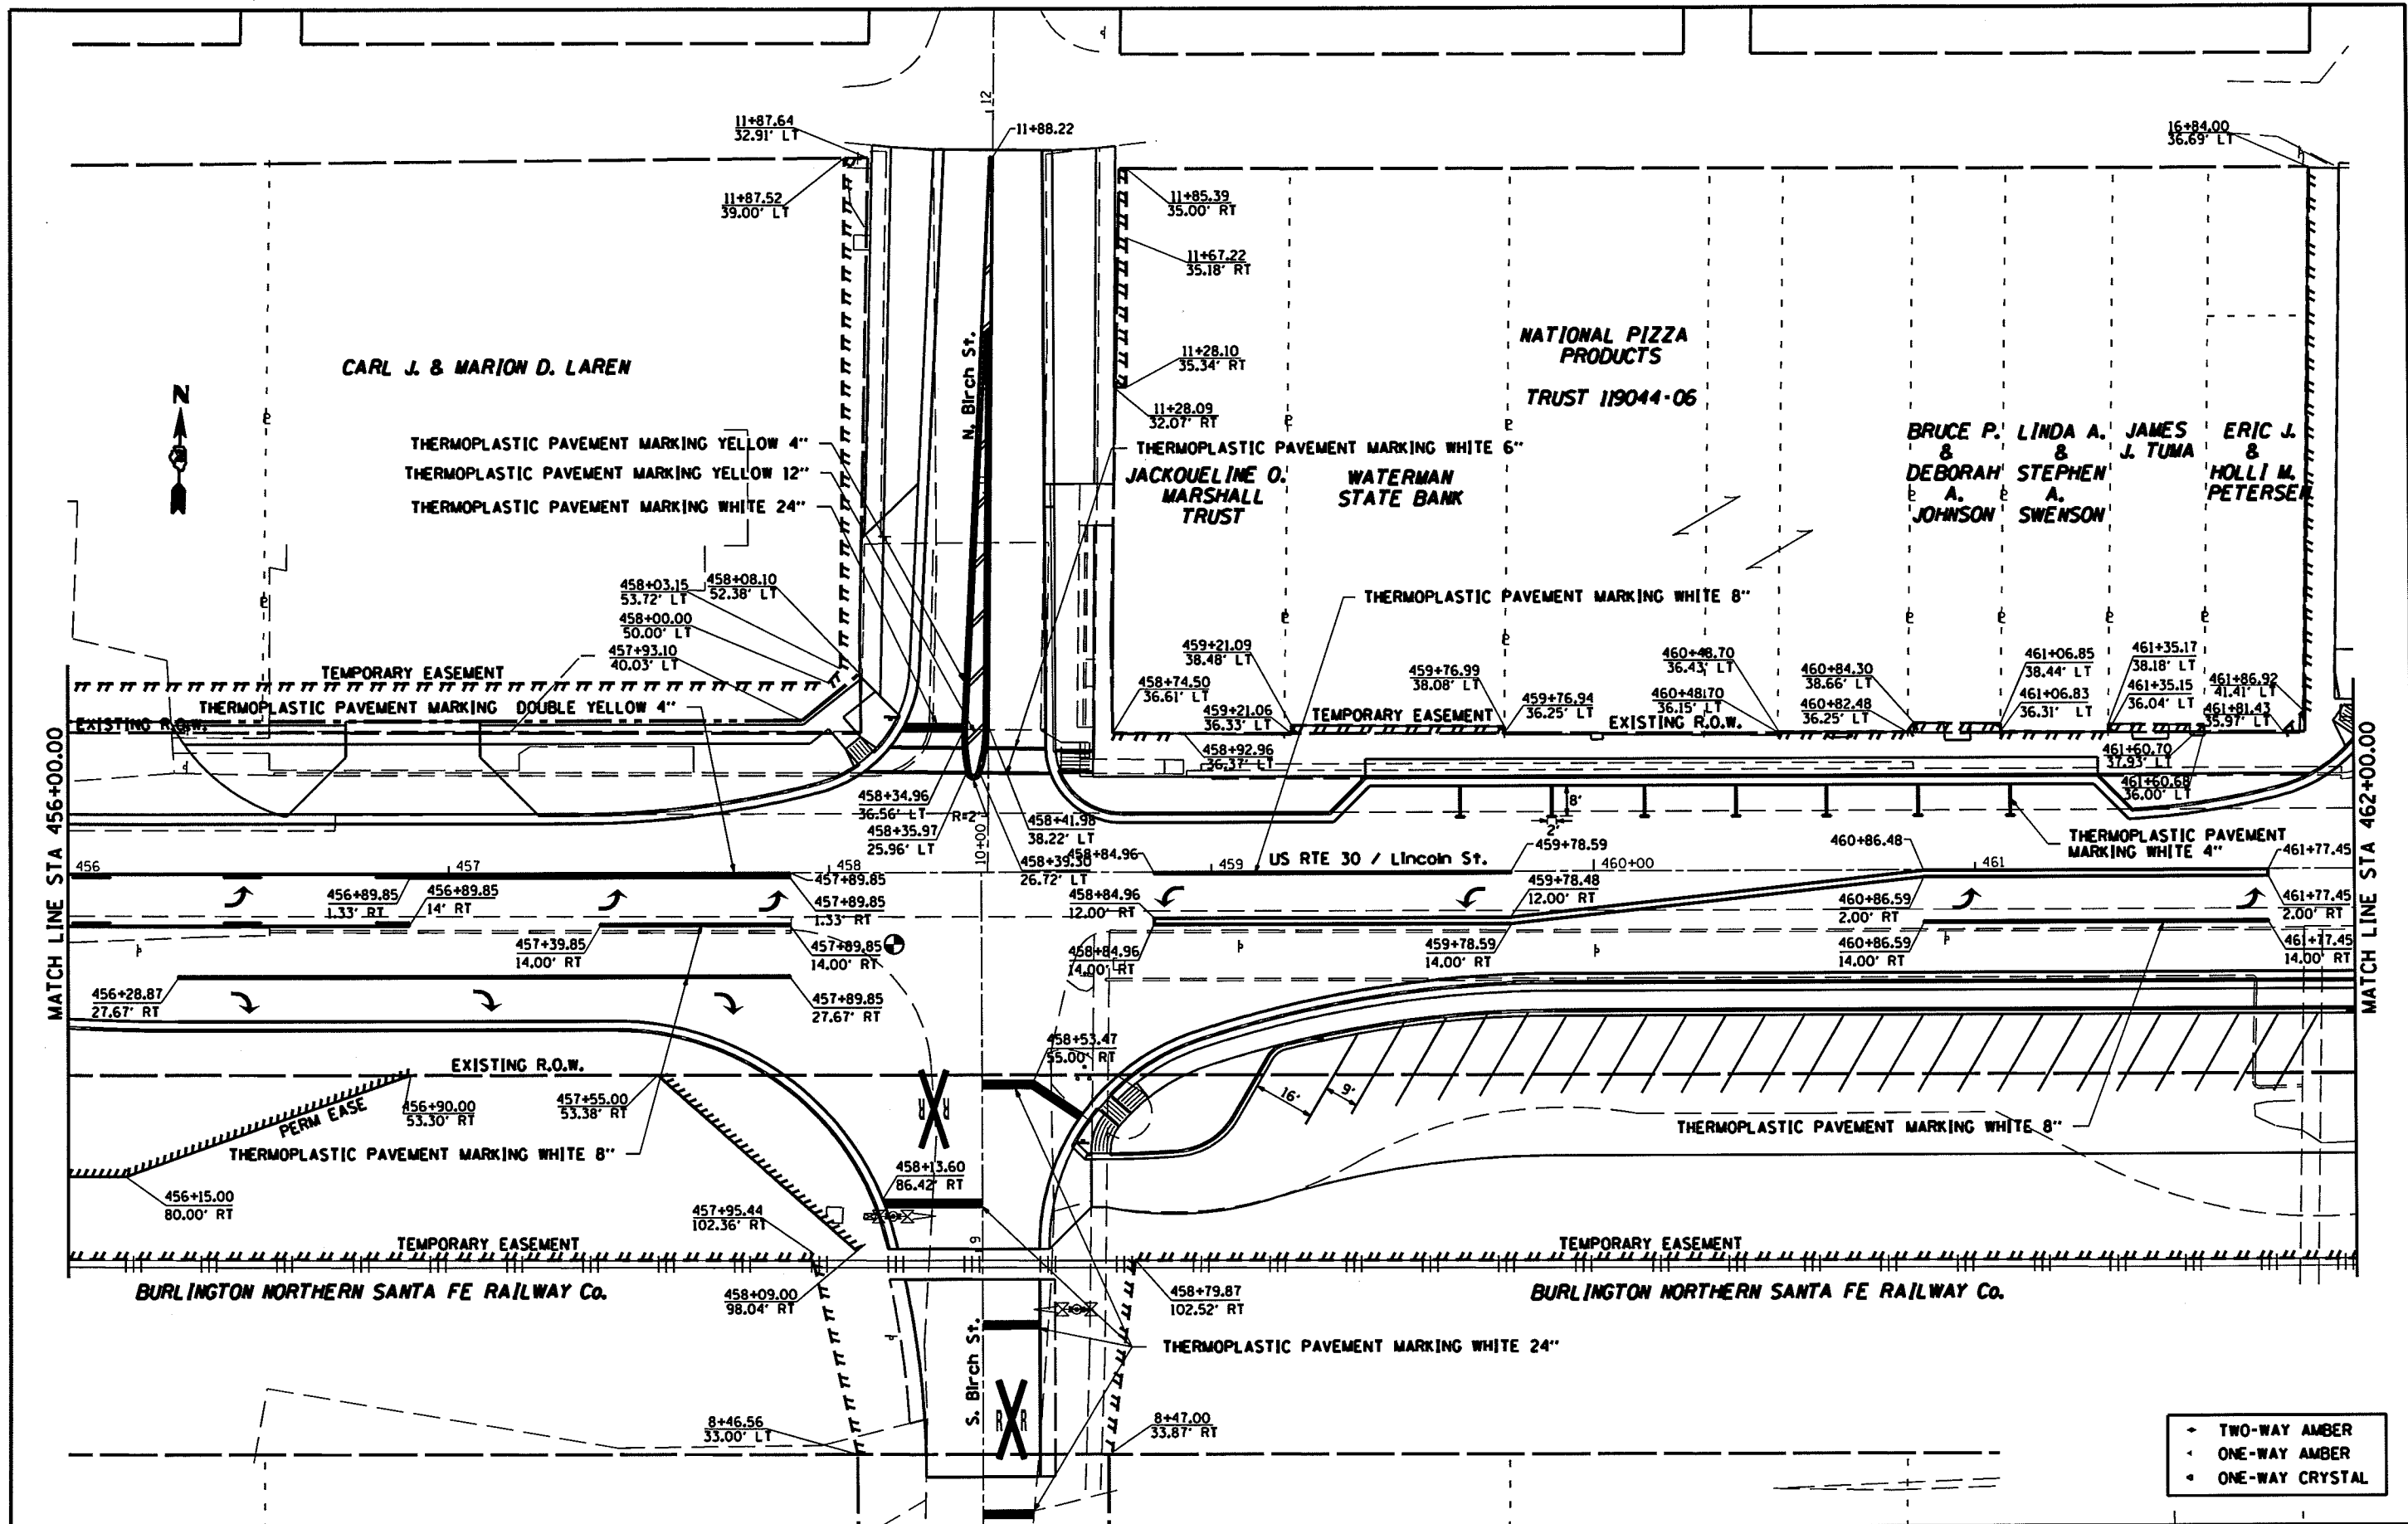 12
11+87.64
32.91' LT
11+88.22
16+84.00
36.69' LT
11+87.52
39.00' LT
11+85.39
35.00' RT
11+67.22
35.18' RT
N. Birch St.
NATIONAL PIZZA
PRODUCTS
TRUST 119044-06
CARL J. & MARION D. LAREN
11+28.10
35.34' RT
11+28.09
32.07' RT
N
THERMOPLASTIC PAVEMENT MARKING YELLOW 4"
THERMOPLASTIC PAVEMENT MARKING YELLOW 12"
THERMOPLASTIC PAVEMENT MARKING WHITE 24"
THERMOPLASTIC PAVEMENT MARKING WHITE 6"
JACKQUELINE O.
MARSHALL
TRUST
WATERMAN
STATE BANK
BRUCE P.
&
DEBORAH
A.
JOHNSON
LINDA A.
&
STEPHEN
A.
SWENSON
JAMES
J. TUMA
ERIC J.
&
HOLLI M.
PETERSEN
458+03.15
53.72' LT
458+08.10
52.38' LT
458+00.00
50.00' LT
457+93.10
40.03' LT
THERMOPLASTIC PAVEMENT MARKING WHITE 8"
TEMPORARY EASEMENT
THERMOPLASTIC PAVEMENT MARKING DOUBLE YELLOW 4"
EXISTING R.O.W.
458+74.50
36.61' LT
459+21.09
38.48' LT
459+21.06
36.33' LT
458+92.96
36.37' LT
TEMPORARY EASEMENT
459+76.99
38.08' LT
459+76.94
36.25' LT
EXISTING R.O.W.
460+48.70
36.43' LT
460+48.70
36.15' LT
460+84.30
38.66' LT
460+82.48
36.25' LT
461+06.85
38.44' LT
461+06.83
36.31' LT
461+35.17
38.18' LT
461+35.15
36.04' LT
461+86.92
41.41' LT
461+81.43
35.97' LT
461+60.70
37.93' LT
461+60.68
36.00' LT
MATCH LINE STA 456+00.00
MATCH LINE STA 462+00.00
458+34.96
36.56' LT
R=2'
458+35.97
25.96' LT
458+41.98
38.22' LT
458+39.30
26.72' LT
10+00
8'
2'
THERMOPLASTIC PAVEMENT
MARKING WHITE 4"
456
457
458
459
US RTE 30 / Lincoln St.
460+00
461
458+84.96
459+78.59
460+86.48
461+77.45
456+89.85
1.33' RT
456+89.85
14' RT
457+89.85
1.33' RT
458+84.96
12.00' RT
459+78.48
12.00' RT
460+86.59
2.00' RT
461+77.45
2.00' RT
457+39.85
14.00' RT
457+89.85
14.00' RT
458+84.96
14.00' RT
459+78.59
14.00' RT
460+86.59
14.00' RT
461+77.45
14.00' RT
456+28.87
27.67' RT
457+89.85
27.67' RT
458+53.47
55.00' RT
EXISTING R.O.W.
PERM EASE
456+90.00
53.30' RT
457+55.00
53.38' RT
R R
16'
9'
THERMOPLASTIC PAVEMENT MARKING WHITE 8"
THERMOPLASTIC PAVEMENT MARKING WHITE 8"
456+15.00
80.00' RT
458+13.60
86.42' RT
457+95.44
102.36' RT
9
TEMPORARY EASEMENT
TEMPORARY EASEMENT
BURLINGTON NORTHERN SANTA FE RAILWAY Co.
BURLINGTON NORTHERN SANTA FE RAILWAY Co.
458+09.00
98.04' RT
458+79.87
102.52' RT
S. Birch St.
THERMOPLASTIC PAVEMENT MARKING WHITE 24"
R R
8+46.56
33.00' LT
8+47.00
33.87' RT
TWO-WAY AMBER
ONE-WAY AMBER
ONE-WAY CRYSTAL